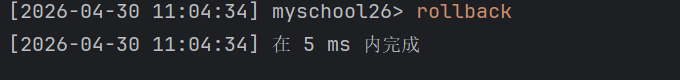 [2026-04-30 11:04:34] myschool26> rollback
[2026-04-30 11:04:34] 在 5 ms 内完成